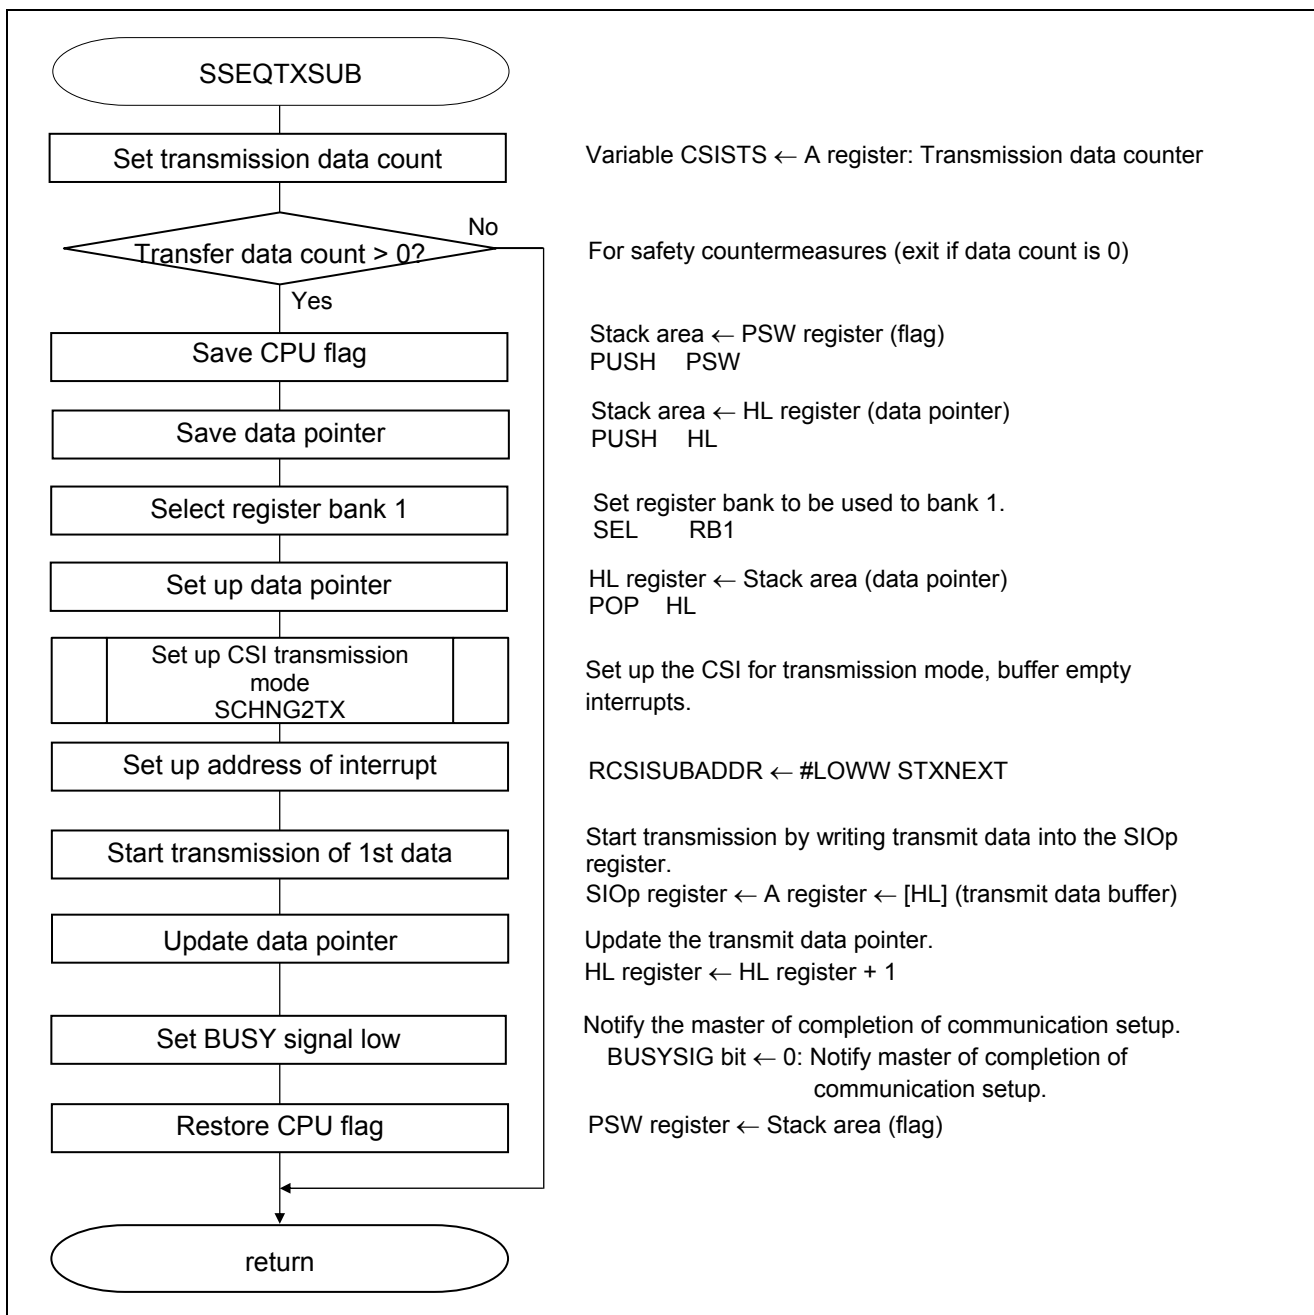 SSEQTXSUB
Set transmission data count
Variable CSISTS ← A register: Transmission data counter
Transfer data count > 0?
No
For safety countermeasures (exit if data count is 0)
Yes
Save CPU flag
Stack area ← PSW register (flag)
PUSH PSW
Save data pointer
Stack area ← HL register (data pointer)
PUSH HL
Select register bank 1
Set register bank to be used to bank 1.
SEL RB1
Set up data pointer
HL register ← Stack area (data pointer)
POP HL
Set up CSI transmission
mode
SCHNG2TX
Set up the CSI for transmission mode, buffer empty
interrupts.
Set up address of interrupt
RCSISUBADDR ← #LOWW STXNEXT
Start transmission of 1st data
Start transmission by writing transmit data into the SIOp
register.
SIOp register ← A register ← [HL] (transmit data buffer)
Update data pointer
Update the transmit data pointer.
HL register ← HL register + 1
Set BUSY signal low
Notify the master of completion of communication setup.
BUSYSIG bit ← 0: Notify master of completion of
communication setup.
Restore CPU flag
PSW register ← Stack area (flag)
return